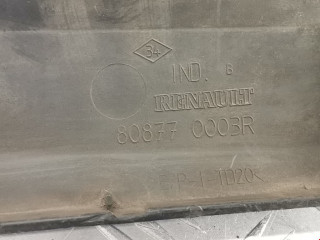 34
IND. B
RENAULT
80877 0003R